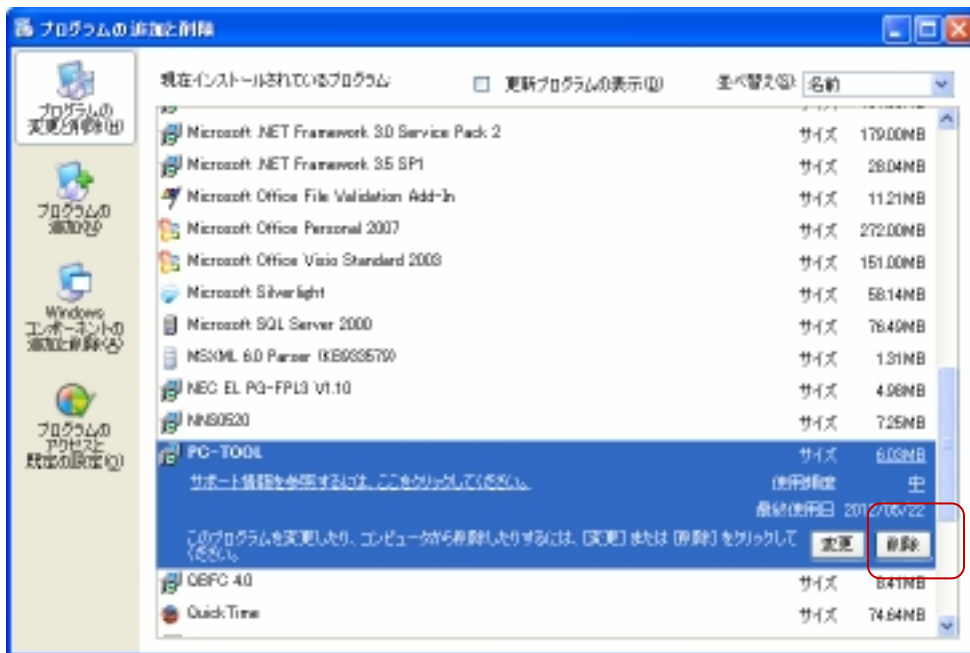 プログラムの追加と削除
現在インストールされているプログラム:
更新プログラムの表示(D)
並べ替え(S):
名前
プログラムの
変更と削除(H)
プログラムの
追加(N)
Windows
コンポーネントの
追加と削除(A)
プログラムの
アクセスと
既定の設定(O)
Microsoft .NET Framework 3.0 Service Pack 2 サイズ 179.00MB
Microsoft .NET Framework 3.5 SP1 サイズ 28.04MB
Microsoft Office File Validation Add-In サイズ 11.21MB
Microsoft Office Personal 2007 サイズ 272.00MB
Microsoft Office Visio Standard 2003 サイズ 151.00MB
Microsoft Silverlight サイズ 58.14MB
Microsoft SQL Server 2000 サイズ 76.49MB
MSXML 6.0 Parser (KB933579) サイズ 1.31MB
NEC EL PG-FPL3 V1.10 サイズ 4.98MB
NNS0520 サイズ 7.25MB
PC-TOOL サイズ 6.03MB
サポート情報を参照するには、ここをクリックしてください。 使用頻度 中
最終使用日 2012/05/22
このプログラムを変更したり、コンピュータから削除したりするには、[変更] または [削除] をクリックして
ください。
変更 削除
QBFC 4.0 サイズ 8.41MB
QuickTime サイズ 74.64MB